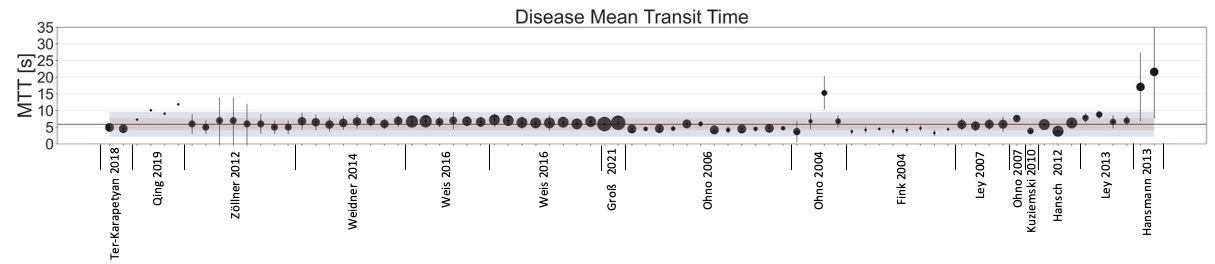 Disease Mean Transit Time
MTT [s]
35
30
25
20
15
10
5
0
Ter-Karapetyan 2018
Qing 2019
Zöllner 2012
Weidner 2014
Weis 2016
Weis 2016
Groß 2021
Ohno 2006
Ohno 2004
Fink 2004
Ley 2007
Ohno 2007
Kuziemski 2010
Hansch 2012
Ley 2013
Hansmann 2013